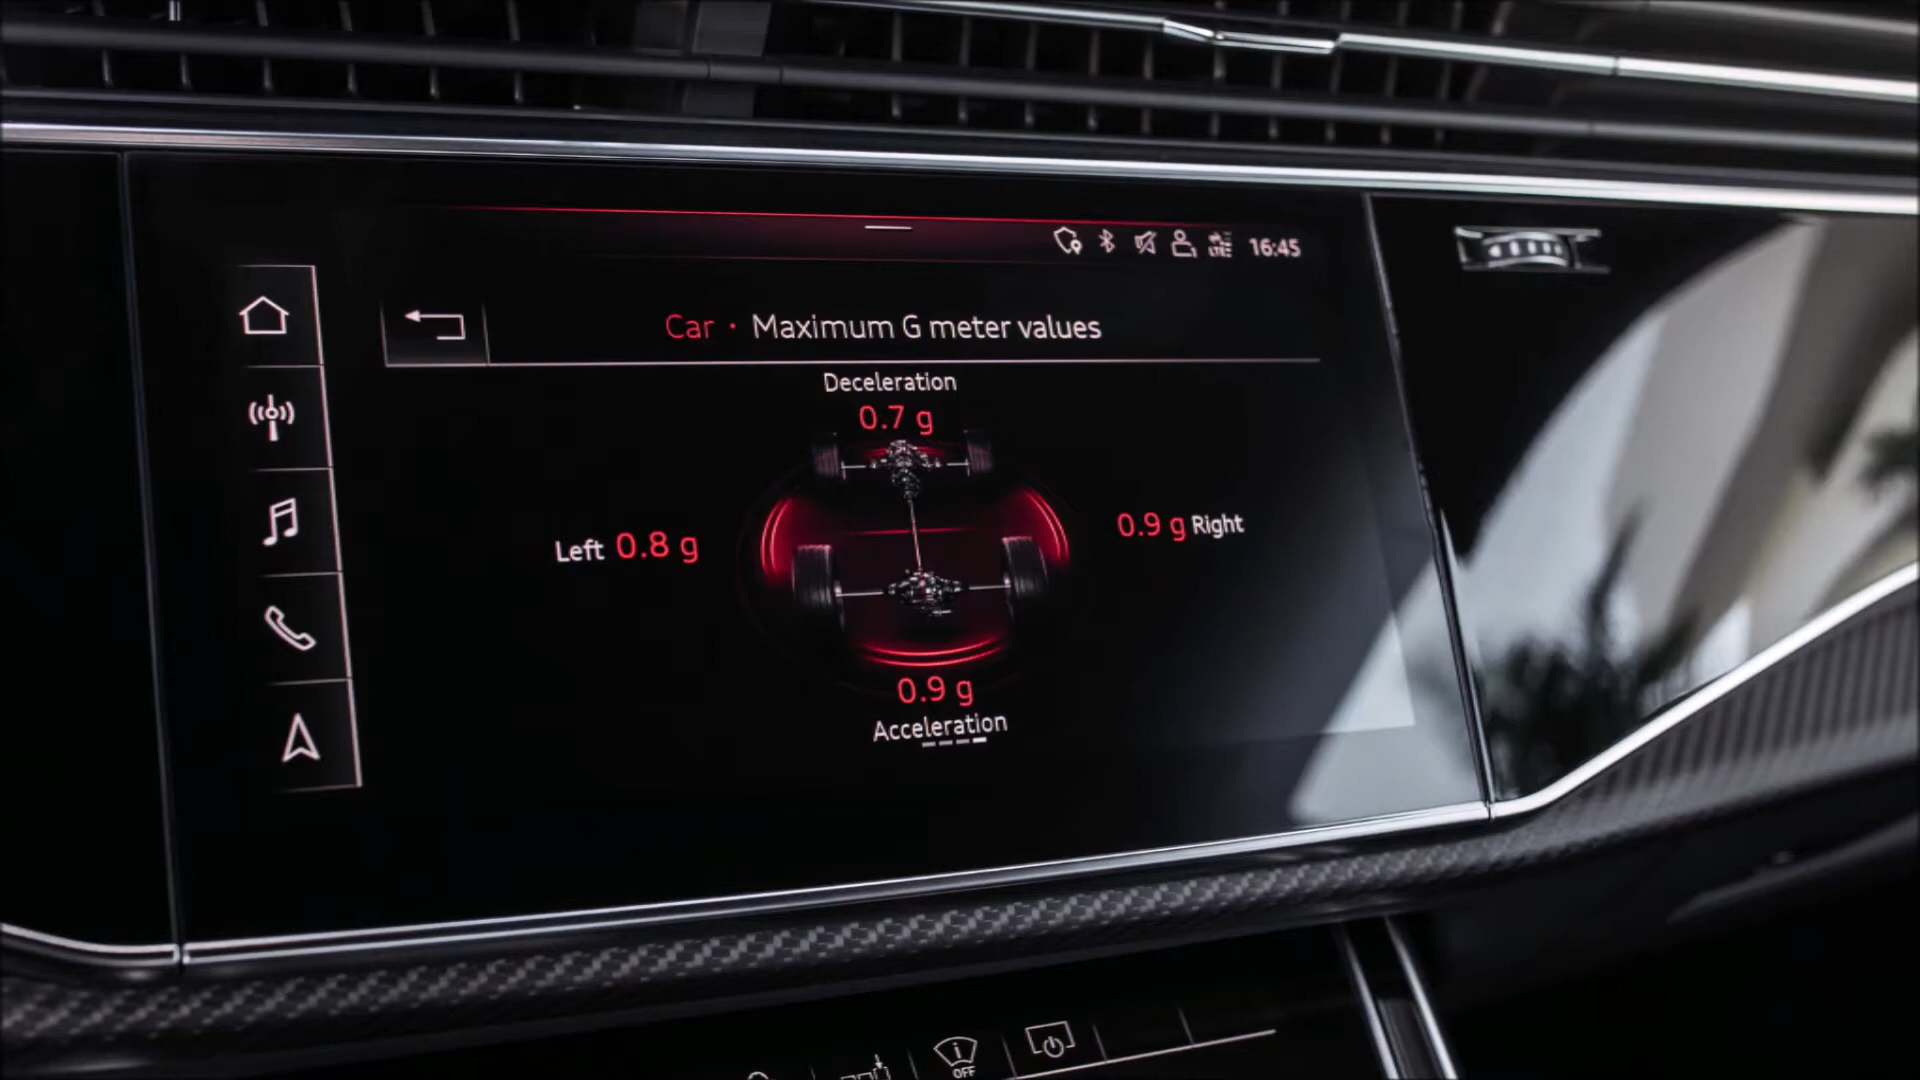 LTE
16:45
Car · Maximum G meter values
Deceleration
0.7 g
Left 0.8 g
0.9 g Right
0.9 g
Acceleration
OFF